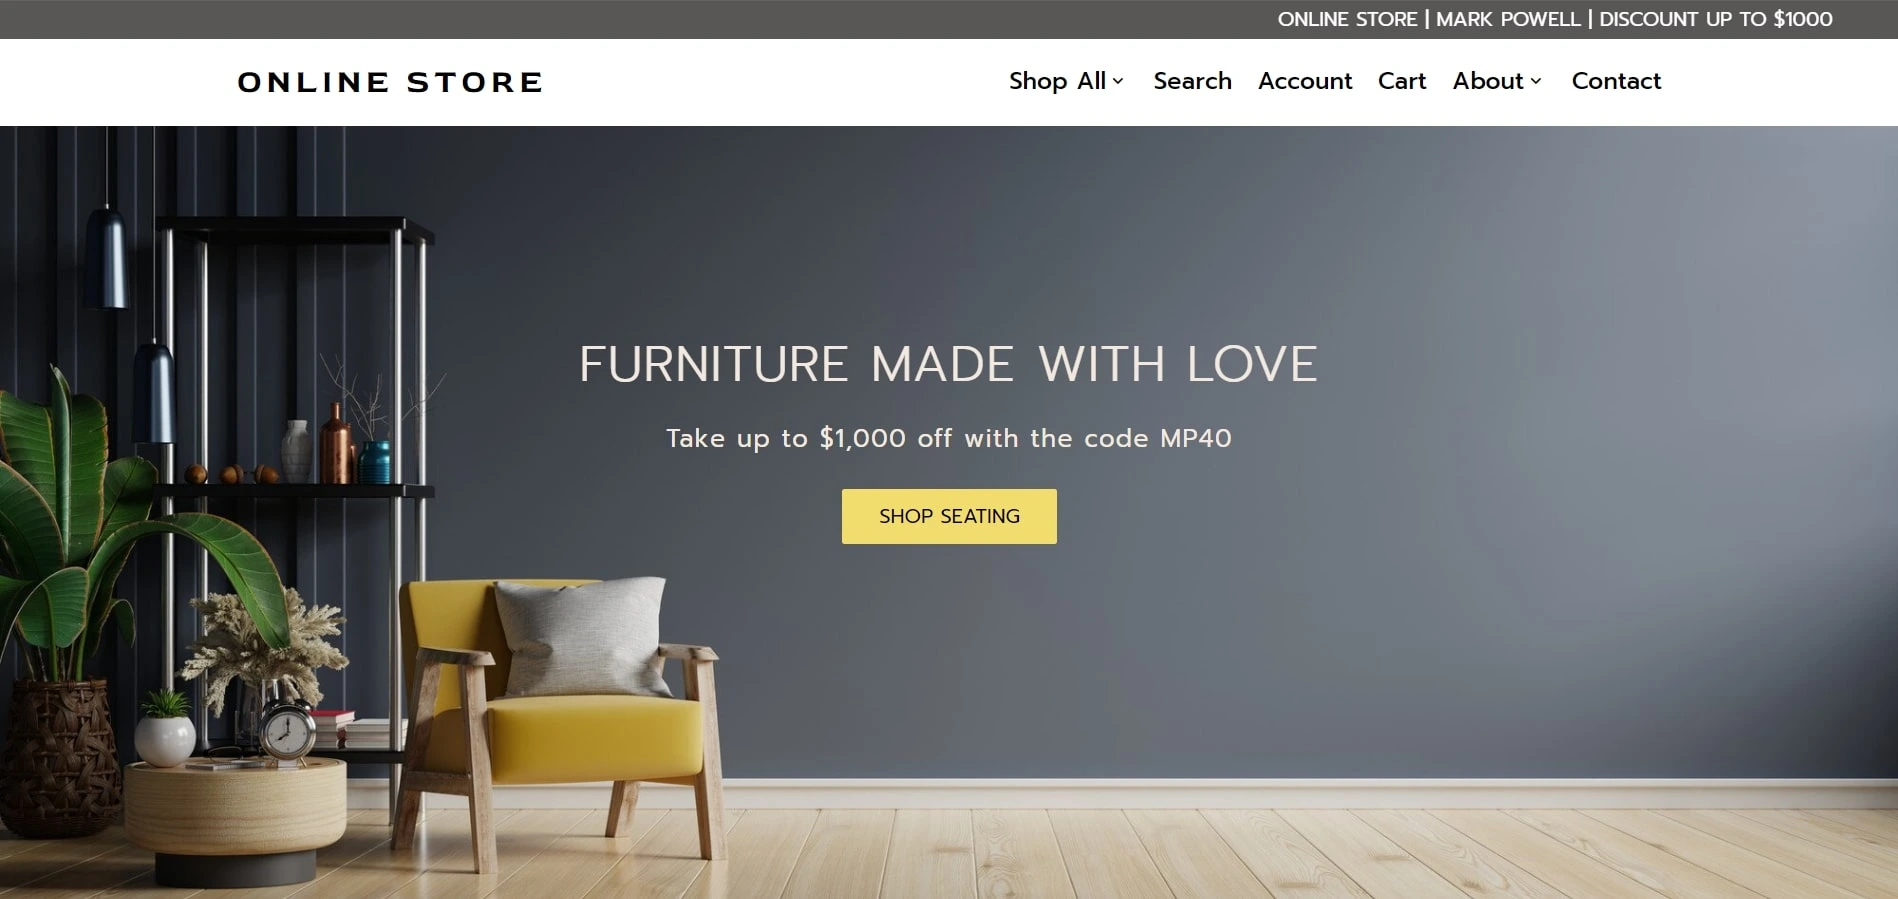 ONLINE STORE | MARK POWELL | DISCOUNT UP TO $1000
ONLINE STORE
Shop All Search Account Cart About Contact
FURNITURE MADE WITH LOVE
Take up to $1,000 off with the code MP40
SHOP SEATING